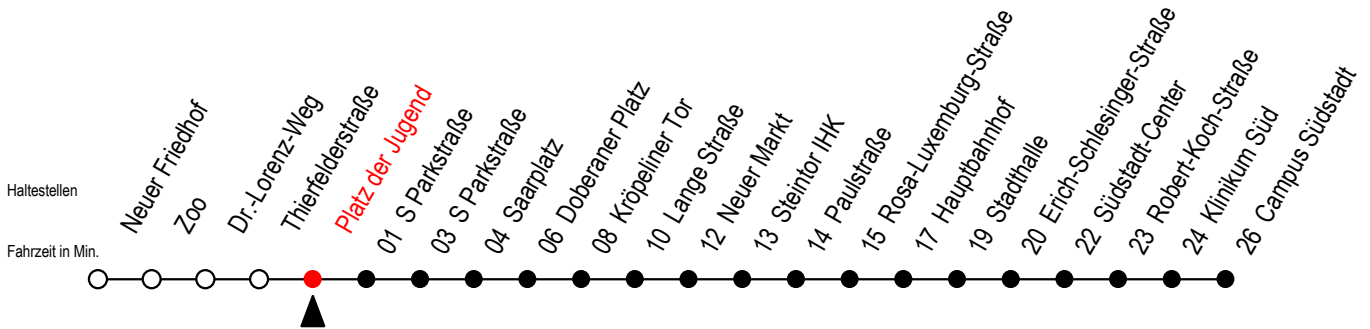 Haltestellen
Fahrzeit in Min.
Neuer Friedhof
Zoo
Dr.-Lorenz-Weg
Thierfelderstraße
Platz der Jugend
01 S Parkstraße
03 S Parkstraße
04 Saarplatz
06 Doberaner Platz
08 Kröpeliner Tor
10 Lange Straße
12 Neuer Markt
13 Steintor IHK
14 Paulstraße
15 Rosa-Luxemburg-Straße
17 Hauptbahnhof
19 Stadthalle
20 Erich-Schlesinger-Straße
22 Südstadt-Center
23 Robert-Koch-Straße
24 Klinikum Süd
26 Campus Südstadt